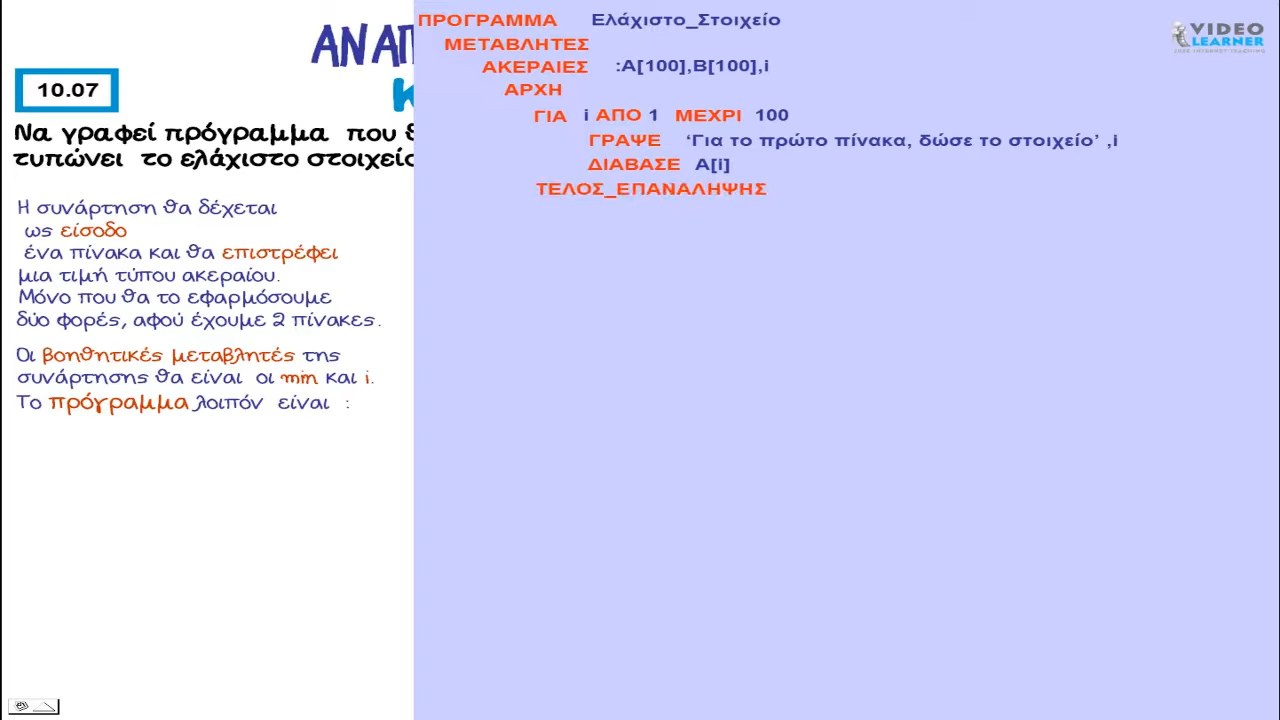 ΑΝΑΠ
10.07
Να γραφεί πρόγραμμα που
τυπώνει το ελάχιστο στοιχείο
Η συνάρτηση θα δέχεται
ως είσοδο
ένα πίνακα και θα επιστρέφει
μια τιμή τύπου ακεραίου.
Μόνο που θα το εφαρμόσουμε
δύο φορές, αφού έχουμε 2 πίνακες.
Οι βοηθητικές μεταβλητές της
συνάρτησης θα είναι οι min και i.
Το πρόγραμμα λοιπόν είναι :
ΠΡΟΓΡΑΜΜΑ Ελάχιστο_Στοιχείο
ΜΕΤΑΒΛΗΤΕΣ
ΑΚΕΡΑΙΕΣ :Α[100],Β[100],i
ΑΡΧΗ
ΓΙΑ i ΑΠΟ 1 ΜΕΧΡΙ 100
ΓΡΑΨΕ ‘Για το πρώτο πίνακα, δώσε το στοιχείο’ ,i
ΔΙΑΒΑΣΕ Α[i]
ΤΕΛΟΣ_ΕΠΑΝΑΛΗΨΗΣ
VIDEO
LEARNER